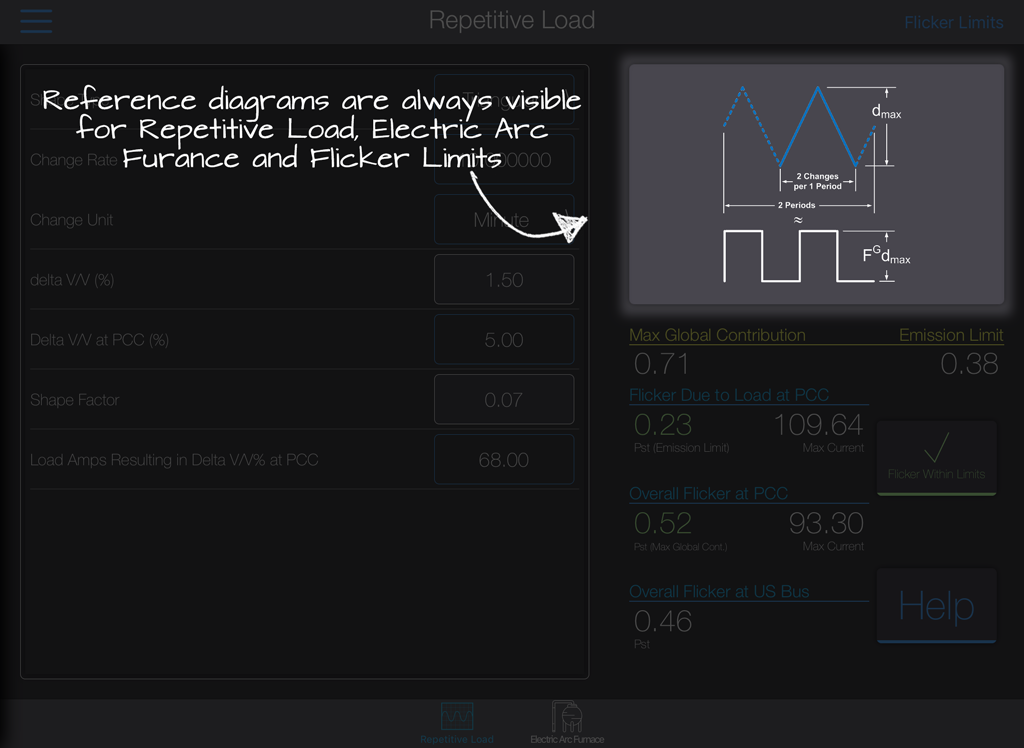 Repetitive Load
Flicker Limits
Reference diagrams are always visible
for Repetitive Load, Electric Arc
Furance and Flicker Limits
Change Rate
Change Unit
Minute
delta V/V (%)
1.50
Delta V/V at PCC (%)
5.00
Shape Factor
0.07
Load Amps Resulting in Delta V/V% at PCC
68.00
dmax
2 Changes
per 1 Period
2 Periods
≈
F^G dmax
Max Global Contribution
Emission Limit
0.71
0.38
Flicker Due to Load at PCC
0.23
109.64
Pst (Emission Limit)
Max Current
Flicker Within Limits
Overall Flicker at PCC
0.52
93.30
Pst (Max Global Cont.)
Max Current
Overall Flicker at US Bus
0.46
Pst
Help
Repetitive Load
Electric Arc Furnace